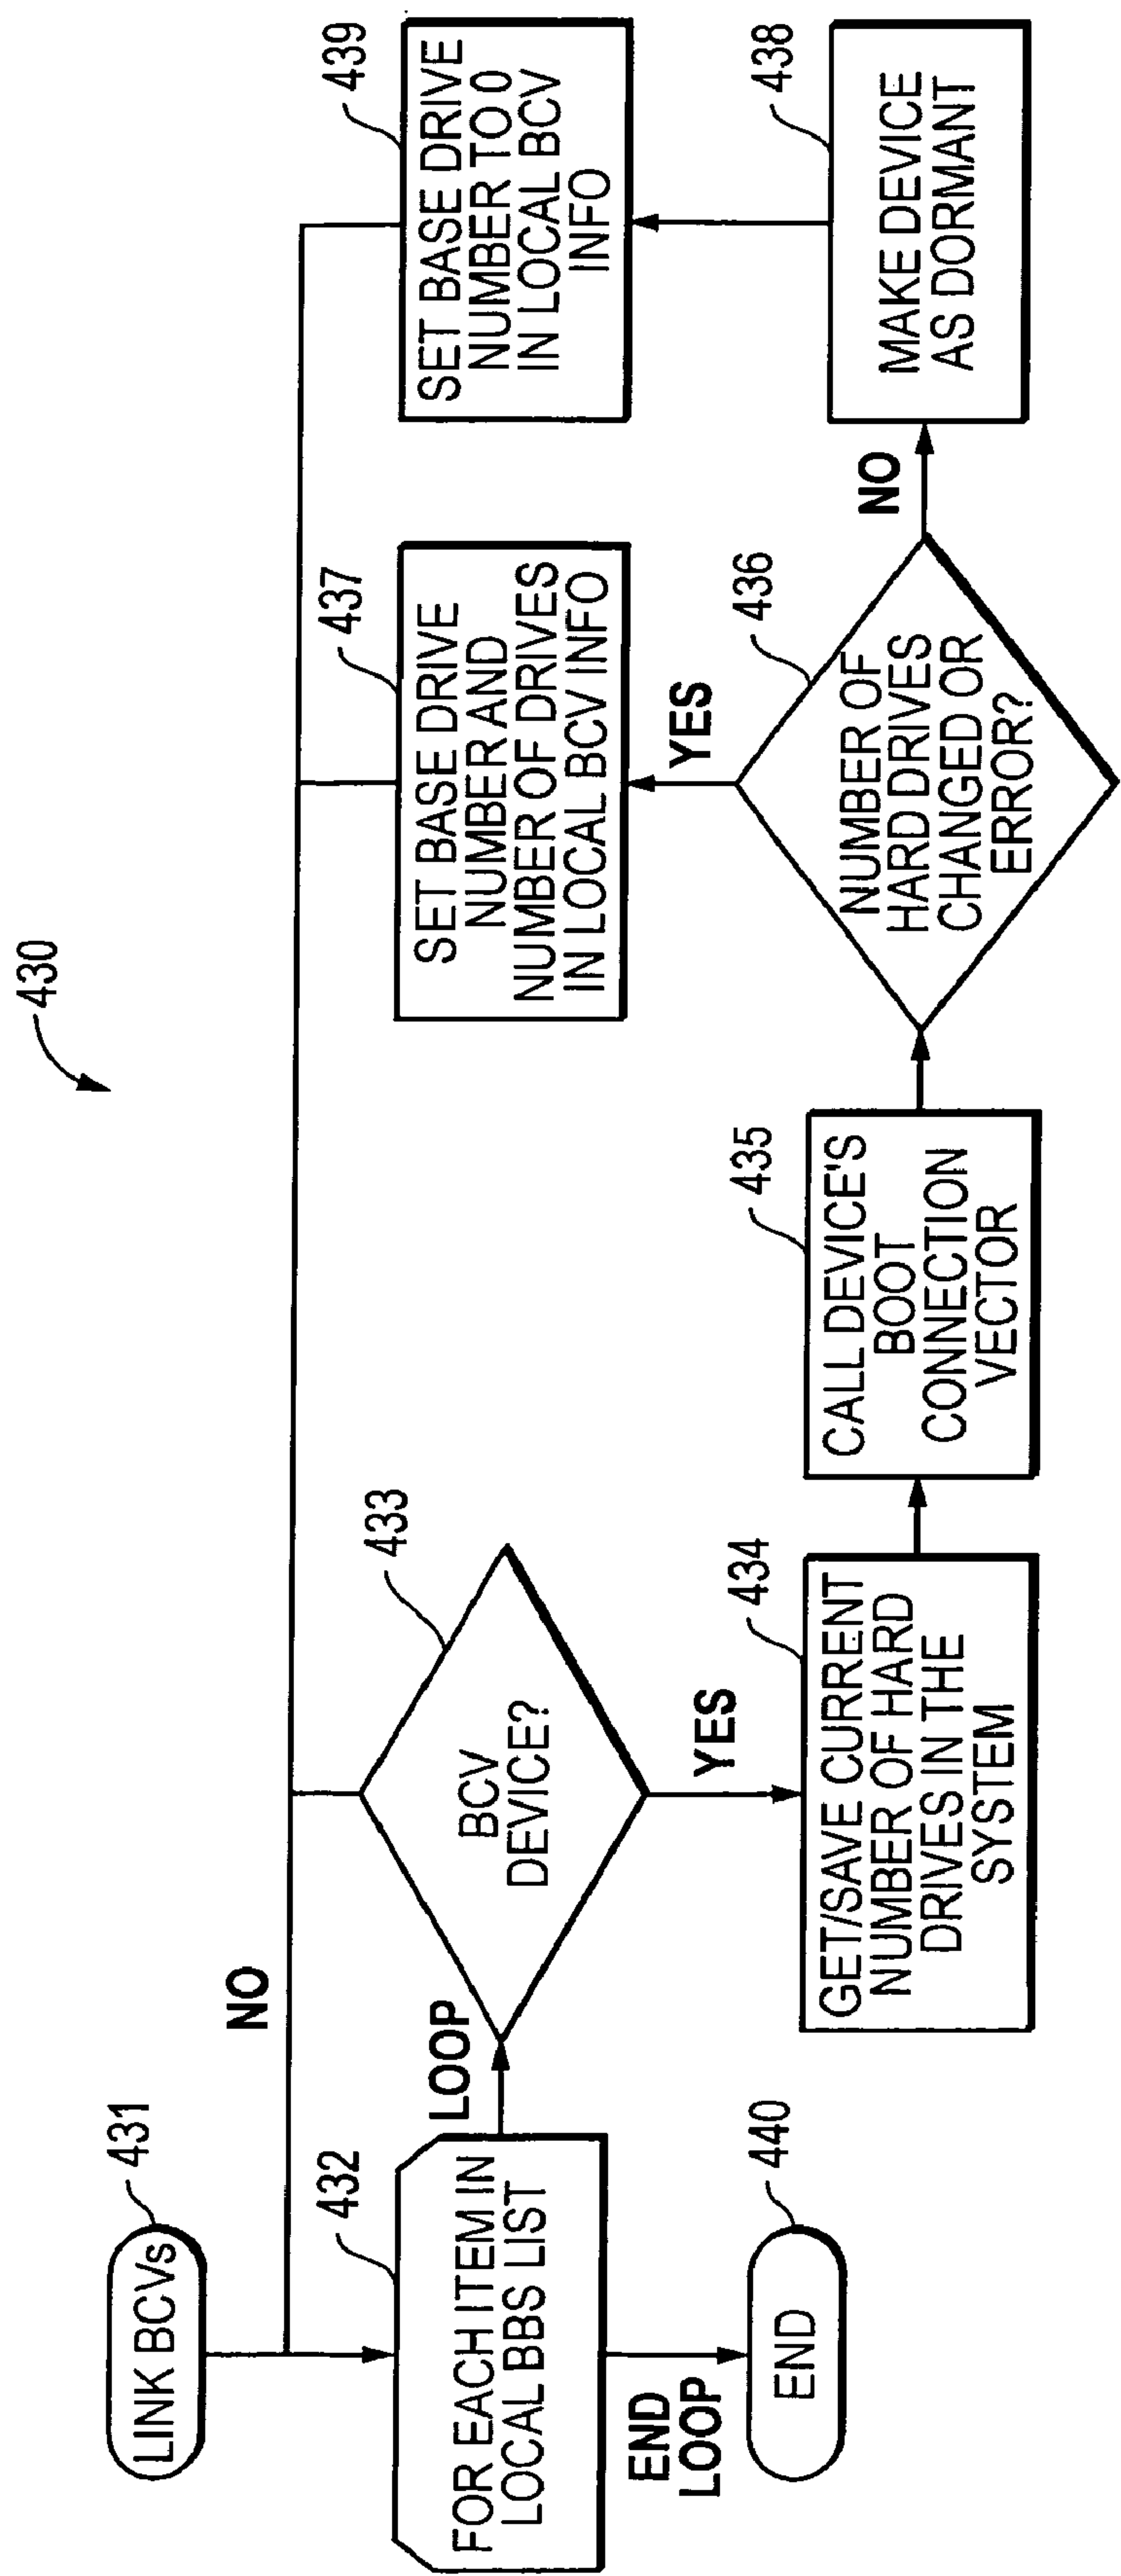 430
LINK BCVs
431
NO
FOR EACH ITEM IN
LOCAL BBS LIST
432
LOOP
END
LOOP
END
440
BCV
DEVICE?
433
YES
GET/SAVE CURRENT
NUMBER OF HARD
DRIVES IN THE
SYSTEM
434
CALL DEVICE'S
BOOT
CONNECTION
VECTOR
435
NUMBER OF
HARD DRIVES
CHANGED OR
ERROR?
436
YES
SET BASE DRIVE
NUMBER AND
NUMBER OF DRIVES
IN LOCAL BCV INFO
437
NO
MAKE DEVICE
AS DORMANT
438
SET BASE DRIVE
NUMBER TO 0
IN LOCAL BCV
INFO
439